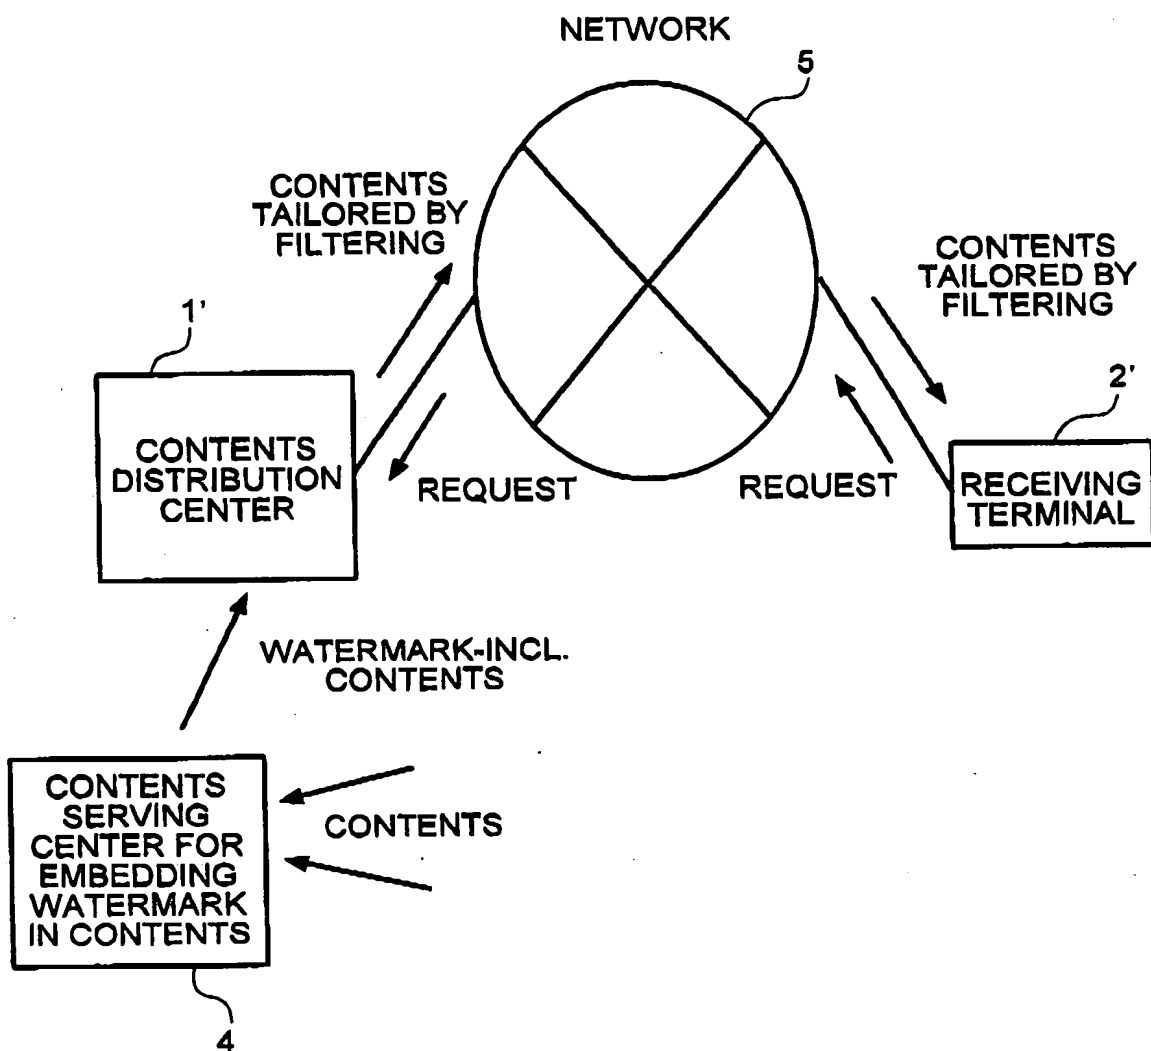 NETWORK
5
CONTENTS
TAILORED BY
FILTERING
CONTENTS
TAILORED BY
FILTERING
1'
2'
CONTENTS
DISTRIBUTION
CENTER
REQUEST
REQUEST
RECEIVING
TERMINAL
WATERMARK-INCL.
CONTENTS
CONTENTS
SERVING
CENTER FOR
EMBEDDING
WATERMARK
IN CONTENTS
CONTENTS
4